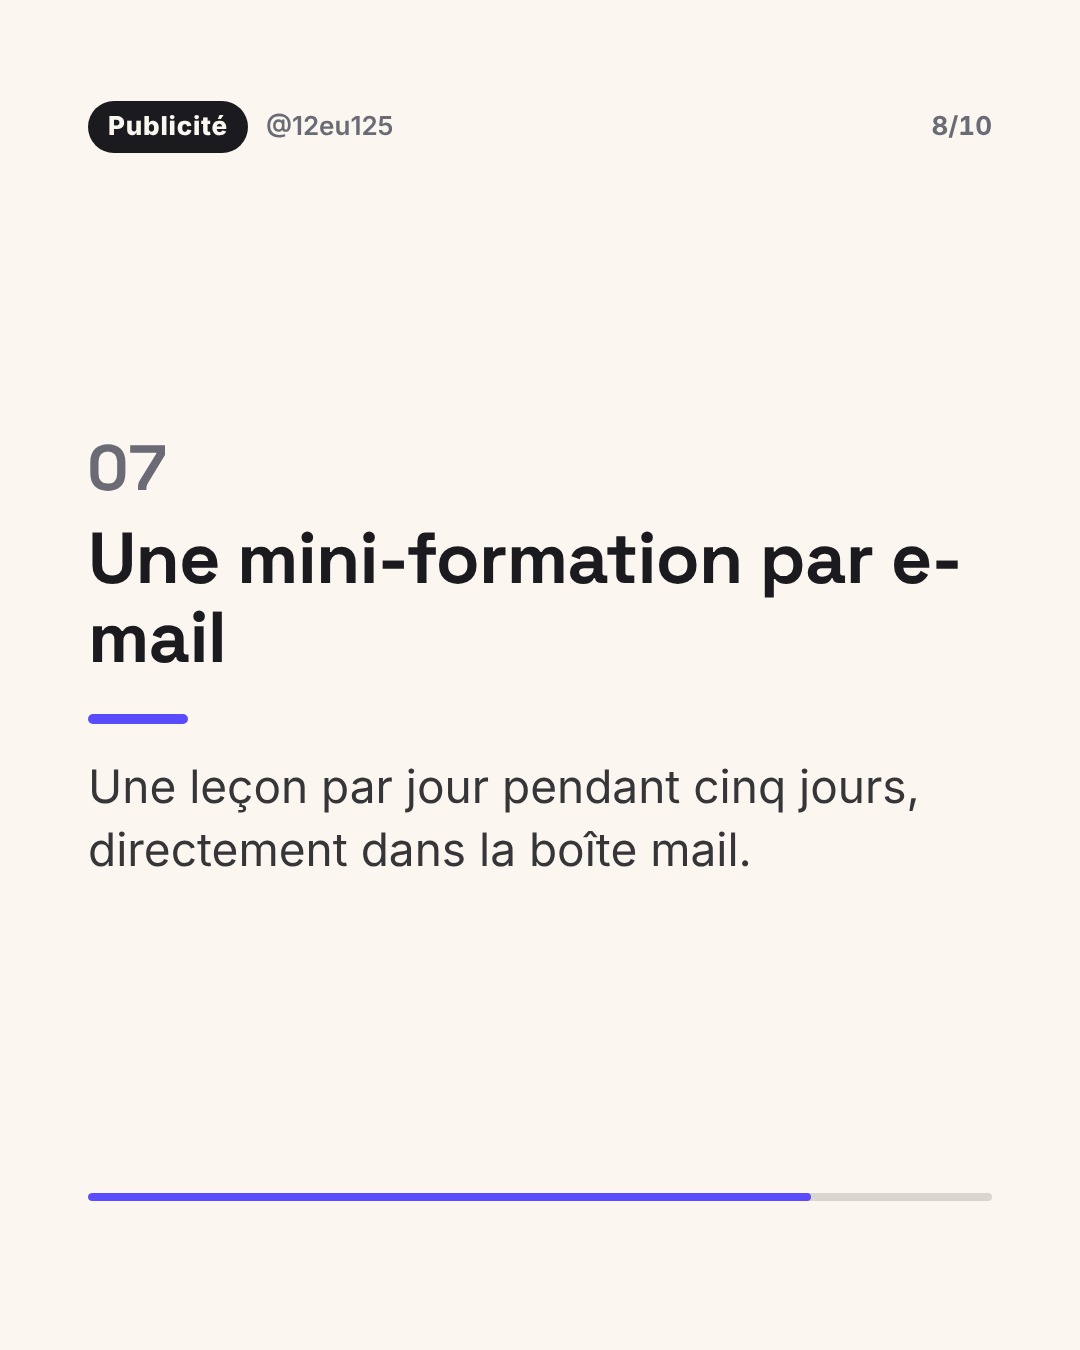 Publicité @12eu125 8/10
07
Une mini-formation par e-
mail
Une leçon par jour pendant cinq jours,
directement dans la boîte mail.